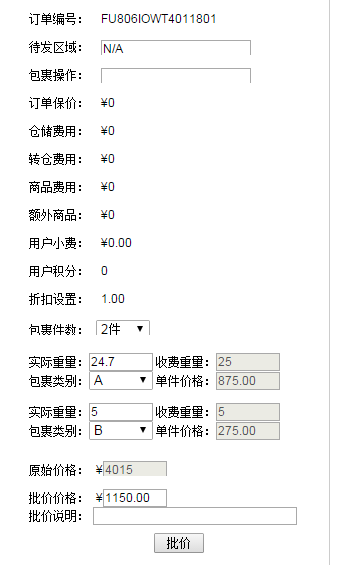 订单编号： FU806IOWT4011801
待发区域： N/A
包裹操作：
订单保价： ¥0
仓储费用： ¥0
转仓费用： ¥0
商品费用： ¥0
额外商品： ¥0
用户小费： ¥0.00
用户积分： 0
折扣设置： 1.00
包裹件数： 2件
实际重量： 24.7 收费重量： 25
包裹类别： A 单件价格： 875.00
实际重量： 5 收费重量： 5
包裹类别： B 单件价格： 275.00
原始价格： ¥4015
批价价格： ¥1150.00
批价说明：
批价